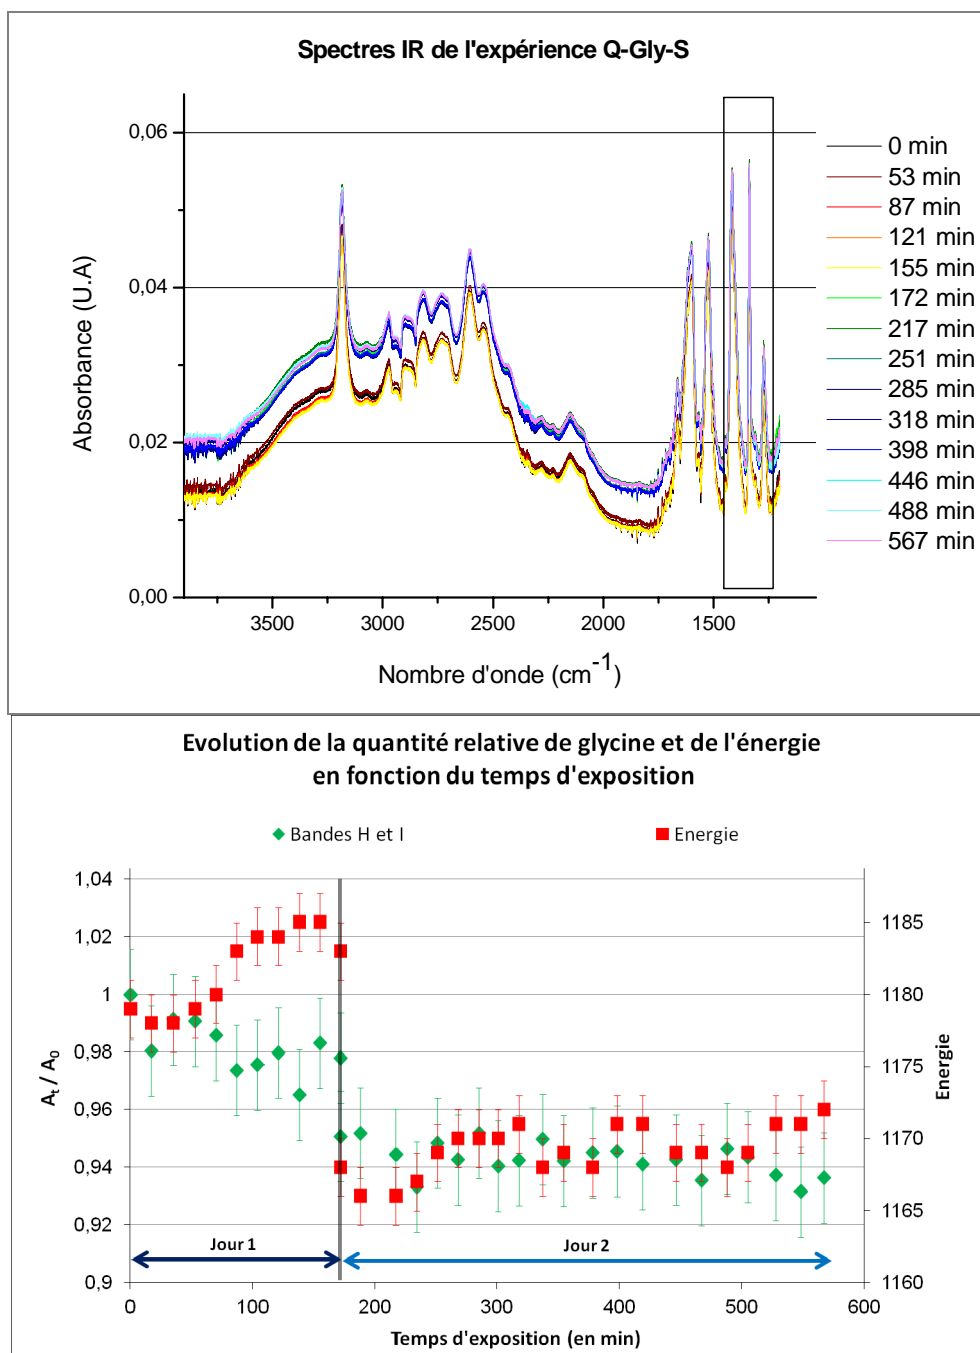 Spectres IR de l'expérience Q-Gly-S
0,06
0,04
0,02
0,00
Absorbance (U.A)
3500
3000
2500
2000
1500
Nombre d'onde (cm-1)
0 min
53 min
87 min
121 min
155 min
172 min
217 min
251 min
285 min
318 min
398 min
446 min
488 min
567 min
Evolution de la quantité relative de glycine et de l'énergie
en fonction du temps d'exposition
Bandes H et I
Energie
1,04
1,02
1
0,98
0,96
0,94
0,92
0,9
At / A0
1185
1180
1175
1170
1165
1160
Energie
Jour 1
Jour 2
0
100
200
300
400
500
600
Temps d'exposition (en min)